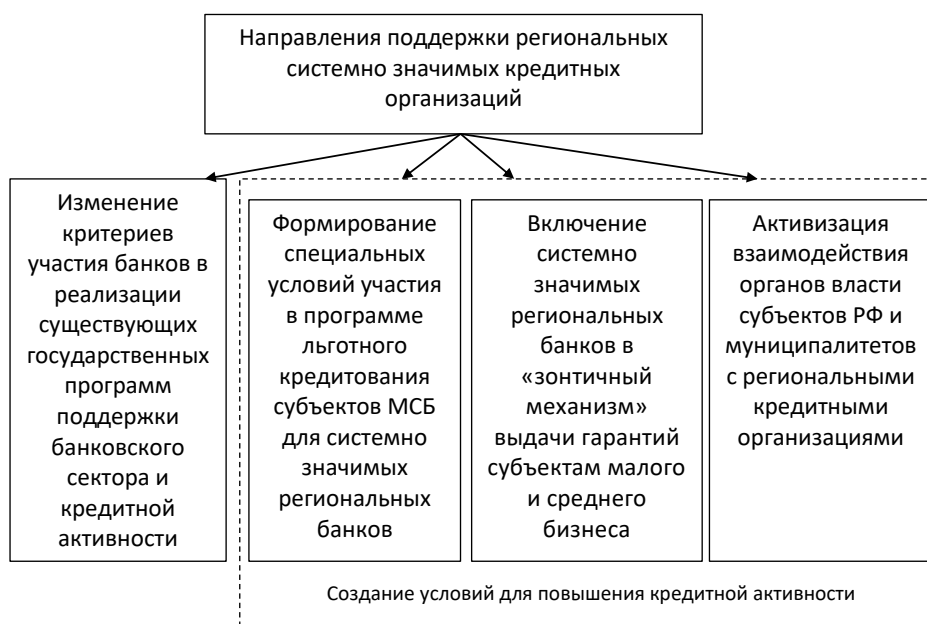 Направления поддержки региональных
системно значимых кредитных
организаций
Изменение
критериев
участия банков в
реализации
существующих
государственных
программ
поддержки
банковского
сектора и
кредитной
активности
Формирование
специальных
условий участия
в программе
льготного
кредитования
субъектов МСБ
для системно
значимых
региональных
банков
Включение
системно
значимых
региональных
банков в
«зонтичный
механизм»
выдачи гарантий
субъектам малого
и среднего
бизнеса
Активизация
взаимодействия
органов власти
субъектов РФ и
муниципалитетов
с региональными
кредитными
организациями
Создание условий для повышения кредитной активности